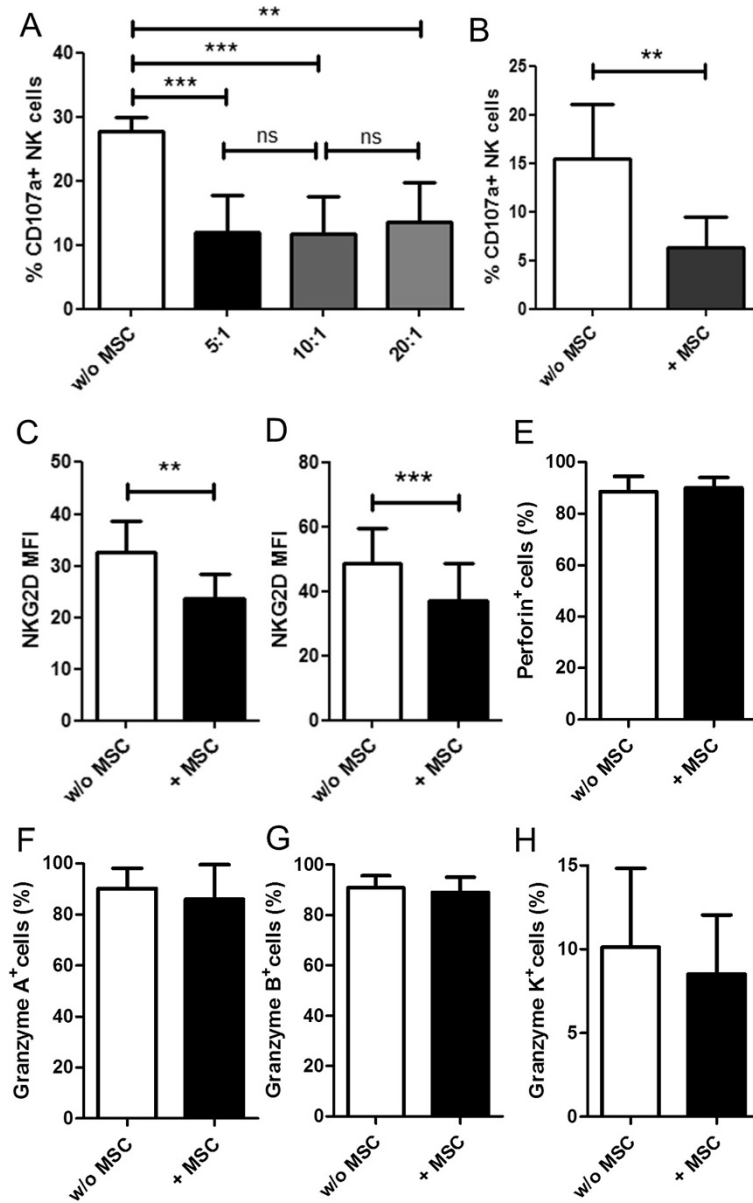 A
**
***
***
ns
ns
% CD107a+ NK cells
40
30
20
10
0
w/o MSC
5:1
10:1
20:1
B
**
% CD107a+ NK cells
25
20
15
10
5
0
w/o MSC
+ MSC
C
**
NKG2D MFI
50
40
30
20
10
0
w/o MSC
+ MSC
D
***
NKG2D MFI
80
60
40
20
0
w/o MSC
+ MSC
E
Perforin+ cells (%)
100
80
60
40
20
0
w/o MSC
+ MSC
F
Granzyme A+ cells (%)
100
80
60
40
20
0
w/o MSC
+ MSC
G
Granzyme B+ cells (%)
100
80
60
40
20
0
w/o MSC
+ MSC
H
Granzyme K+ cells (%)
15
10
5
0
w/o MSC
+ MSC